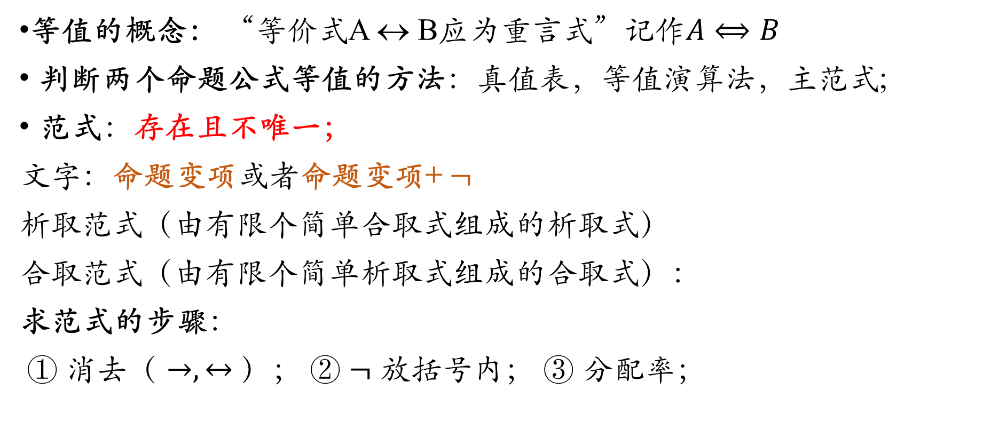 •等值的概念： “等价式A↔B应为重言式”记作A ⟺ B
• 判断两个命题公式等值的方法：真值表，等值演算法，主范式;
• 范式：存在且不唯一；
文字：命题变项或者命题变项+¬
析取范式（由有限个简单合取式组成的析取式）
合取范式（由有限个简单析取式组成的合取式）：
求范式的步骤：
① 消去（→,↔）； ②¬放括号内； ③ 分配率；